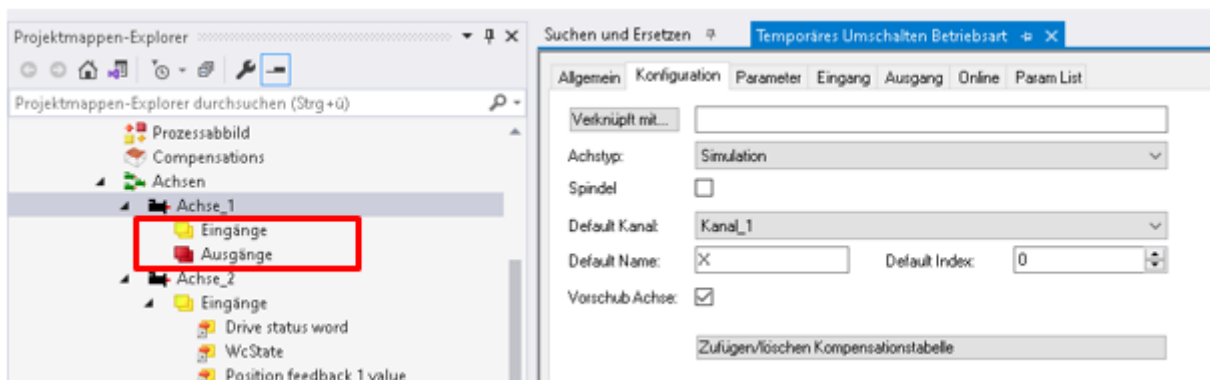 Projektmappen-Explorer
Projektmappen-Explorer durchsuchen (Strg+ü)
Prozessabbild
Compensations
Achsen
Achse_1
Eingänge
Ausgänge
Achse_2
Eingänge
Drive status word
WcState
Position feedback 1 value
Suchen und Ersetzen
Temporäres Umschalten Betriebsart
Allgemein Konfiguration Parameter Eingang Ausgang Online Param List
Verknüpft mit...
Achstyp: Simulation
Spindel
Default Kanal: Kanal_1
Default Name: X Default Index: 0
Vorschub Achse:
Zufügen/löschen Kompensationstabelle